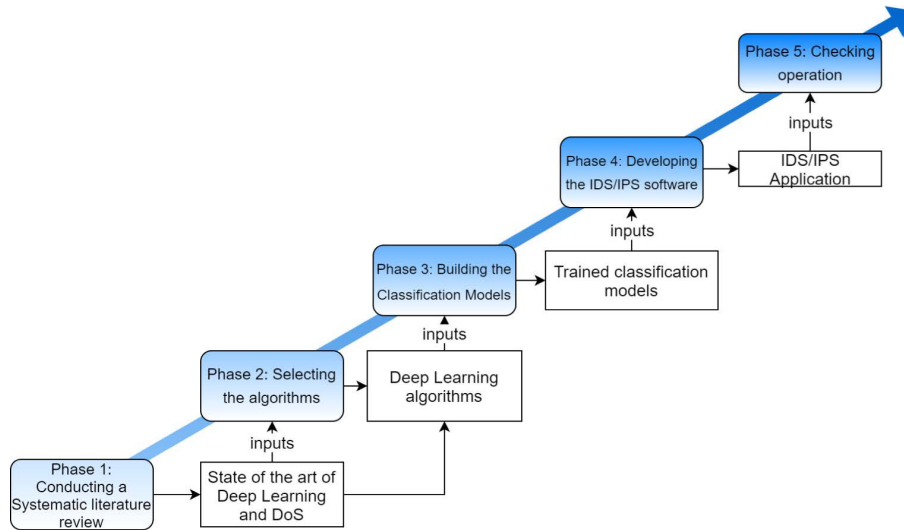 Phase 5: Checking
operation
inputs
IDS/IPS
Application
Phase 4: Developing
the IDS/IPS software
inputs
Trained classification
models
Phase 3: Building the
Classification Models
inputs
Deep Learning
algorithms
Phase 2: Selecting
the algorithms
inputs
State of the art of
Deep Learning
and DoS
Phase 1:
Conducting a
Systematic literature
review